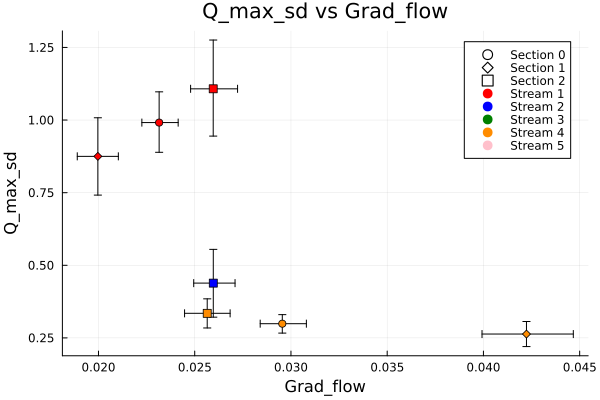 Q_max_sd vs Grad_flow
1.25
1.00
0.75
0.50
0.25
Q_max_sd
Section 0
Section 1
Section 2
Stream 1
Stream 2
Stream 3
Stream 4
Stream 5
0.020 0.025 0.030 0.035 0.040 0.045
Grad_flow